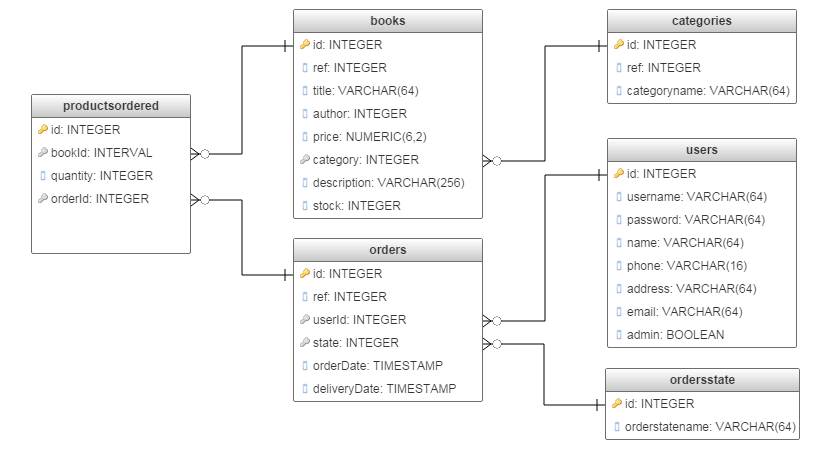 productsordered
id: INTEGER
bookId: INTERVAL
quantity: INTEGER
orderId: INTEGER
books
id: INTEGER
ref: INTEGER
title: VARCHAR(64)
author: INTEGER
price: NUMERIC(6,2)
category: INTEGER
description: VARCHAR(256)
stock: INTEGER
orders
id: INTEGER
ref: INTEGER
userId: INTEGER
state: INTEGER
orderDate: TIMESTAMP
deliveryDate: TIMESTAMP
categories
id: INTEGER
ref: INTEGER
categoryname: VARCHAR(64)
users
id: INTEGER
username: VARCHAR(64)
password: VARCHAR(64)
name: VARCHAR(64)
phone: VARCHAR(16)
address: VARCHAR(64)
email: VARCHAR(64)
admin: BOOLEAN
ordersstate
id: INTEGER
orderstatename: VARCHAR(64)